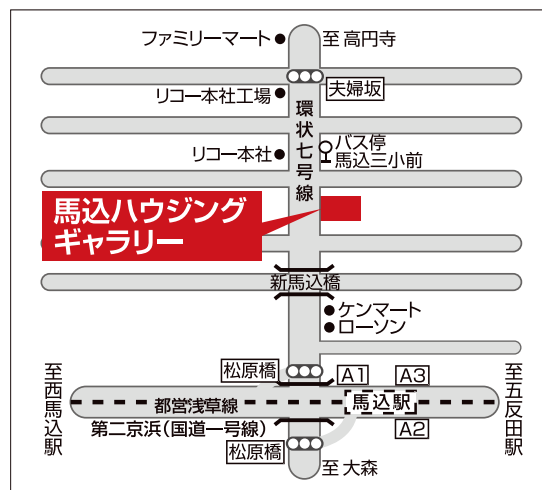 ファミリーマート
至高円寺
夫婦坂
リコー本社工場
環状七号線
バス停
馬込三小前
リコー本社
馬込ハウジング
ギャラリー
新馬込橋
ケンマート
ローソン
松原橋
A1
A3
至西馬込駅
都営浅草線
馬込駅
至五反田駅
第二京浜(国道一号線)
A2
松原橋
至大森